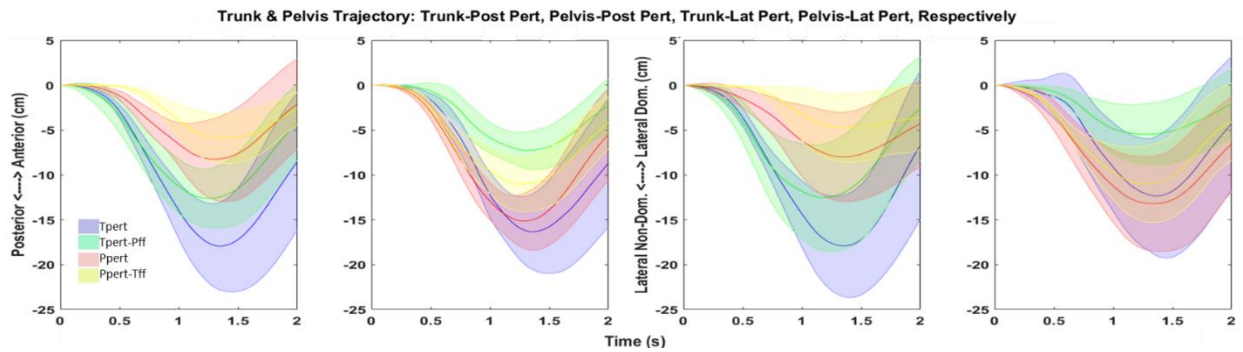 Trunk & Pelvis Trajectory: Trunk-Post Pert, Pelvis-Post Pert, Trunk-Lat Pert, Pelvis-Lat Pert, Respectively
Posterior <----> Anterior (cm)
5
0
-5
-10
-15
-20
-25
Tpert
Tpert-Pff
Ppert
Ppert-Tff
0 0.5 1 1.5 2
5
0
-5
-10
-15
-20
-25
0 0.5 1 1.5 2
Lateral Non-Dom. <----> Lateral Dom. (cm)
5
0
-5
-10
-15
-20
-25
0 0.5 1 1.5 2
5
0
-5
-10
-15
-20
-25
0 0.5 1 1.5 2
Time (s)